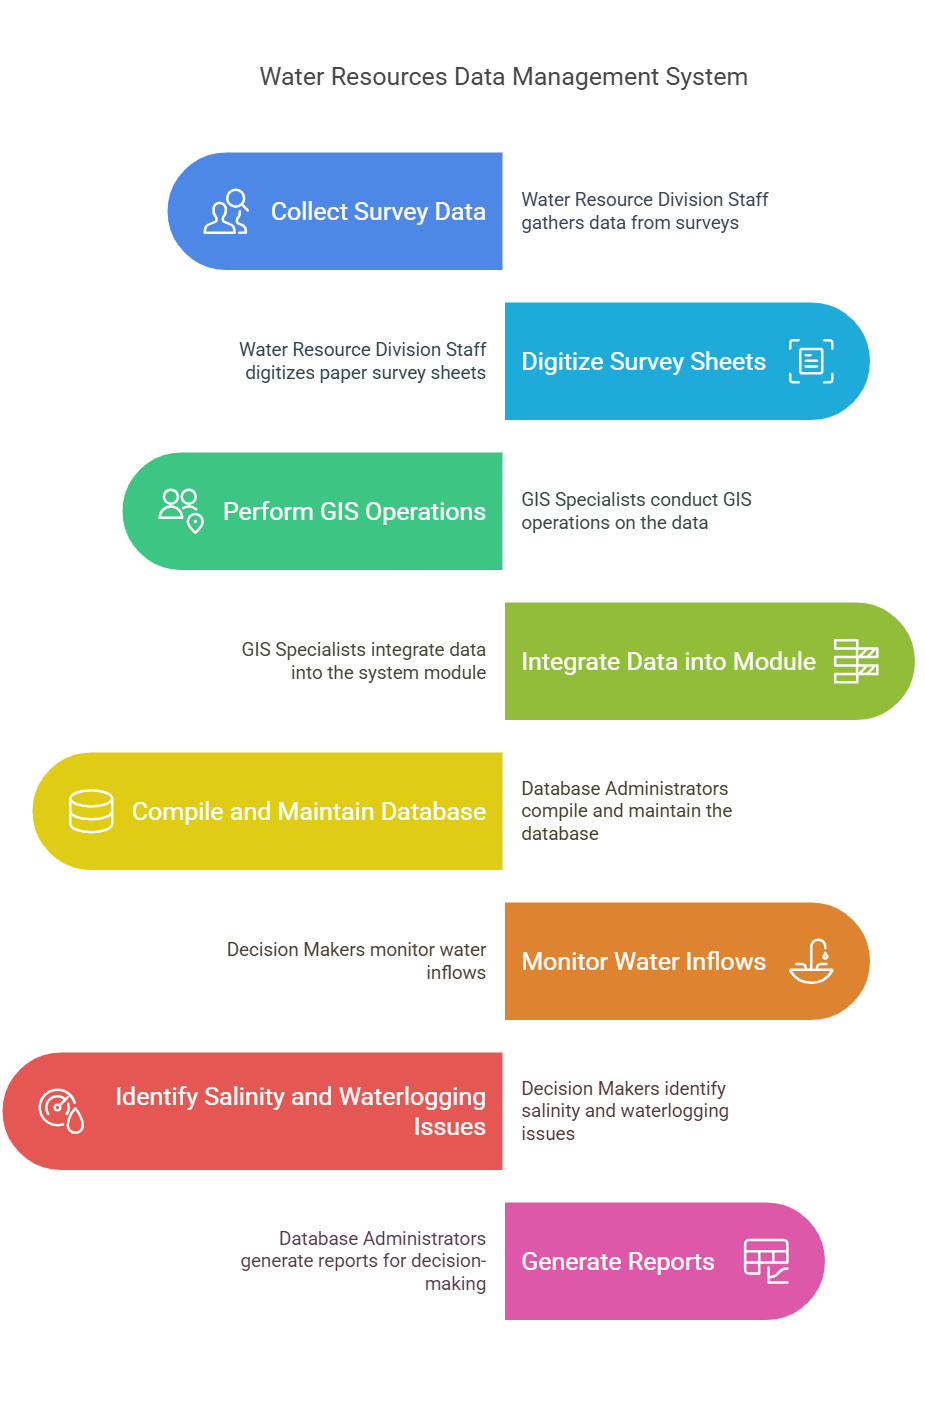 Water Resources Data Management System
Collect Survey Data
Water Resource Division Staff
gathers data from surveys
Water Resource Division Staff
digitizes paper survey sheets
Digitize Survey Sheets
Perform GIS Operations
GIS Specialists conduct GIS
operations on the data
GIS Specialists integrate data
into the system module
Integrate Data into Module
Compile and Maintain Database
Database Administrators
compile and maintain the
database
Decision Makers monitor water
inflows
Monitor Water Inflows
Identify Salinity and Waterlogging
Issues
Decision Makers identify
salinity and waterlogging
issues
Database Administrators
generate reports for decision-
making
Generate Reports